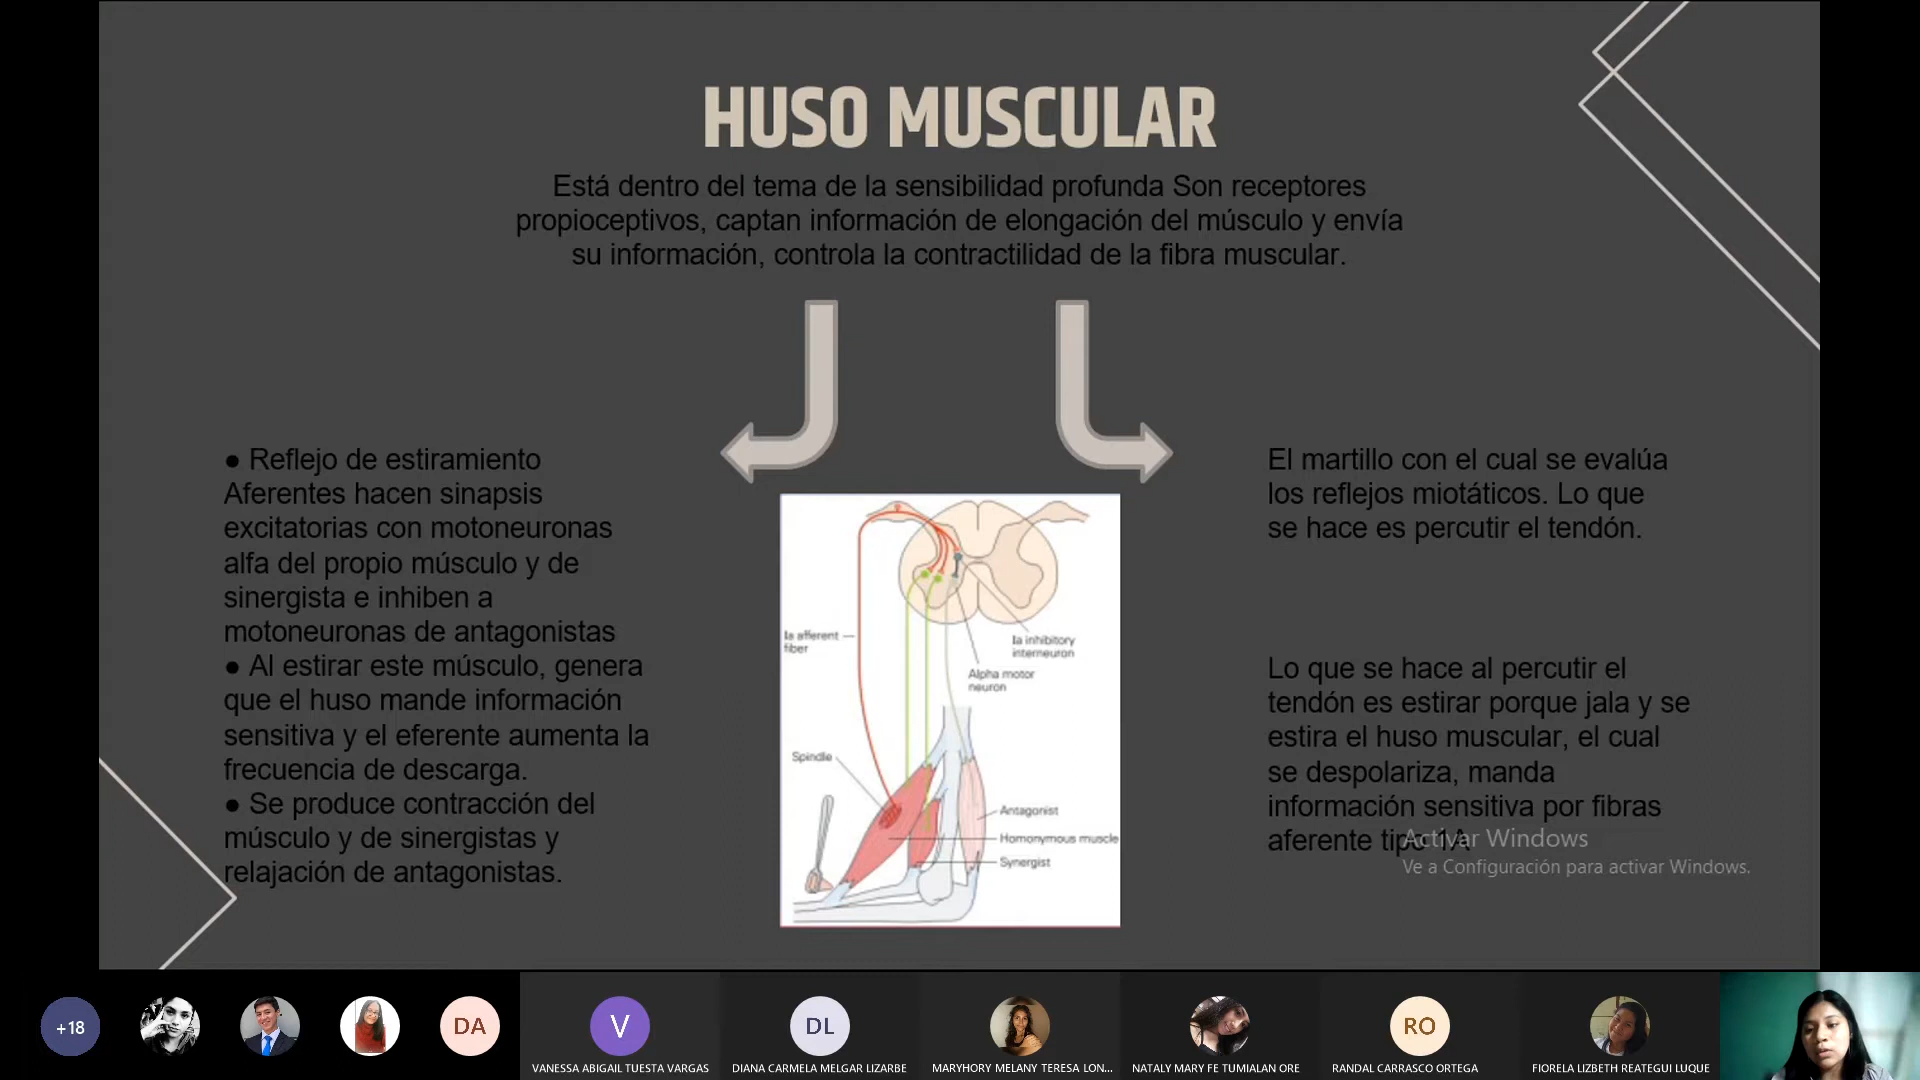 HUSO MUSCULAR
Está dentro del tema de la sensibilidad profunda Son receptores
propioceptivos, captan información de elongación del músculo y envía
su información, controla la contractilidad de la fibra muscular.
● Reflejo de estiramiento
Aferentes hacen sinapsis
excitatorias con motoneuronas
alfa del propio músculo y de
sinergista e inhiben a
motoneuronas de antagonistas
● Al estirar este músculo, genera
que el huso mande información
sensitiva y el eferente aumenta la
frecuencia de descarga.
● Se produce contracción del
músculo y de sinergistas y
relajación de antagonistas.
Ia afferent
fiber
Ia inhibitory
interneuron
Alpha motor
neuron
Spindle
Antagonist
Homonymous muscle
Synergist
El martillo con el cual se evalúa
los reflejos miotáticos. Lo que
se hace es percutir el tendón.
Lo que se hace al percutir el
tendón es estirar porque jala y se
estira el huso muscular, el cual
se despolariza, manda
información sensitiva por fibras
aferente tipo 1A
Activar Windows
Ve a Configuración para activar Windows.
+18
DA
V
DL
RO
VANESSA ABIGAIL TUESTA VARGAS
DIANA CARMELA MELGAR LIZARBE
MARYHORY MELANY TERESA LON...
NATALY MARY FE TUMIALAN ORE
RANDAL CARRASCO ORTEGA
FIORELA LIZBETH REATEGUI LUQUE